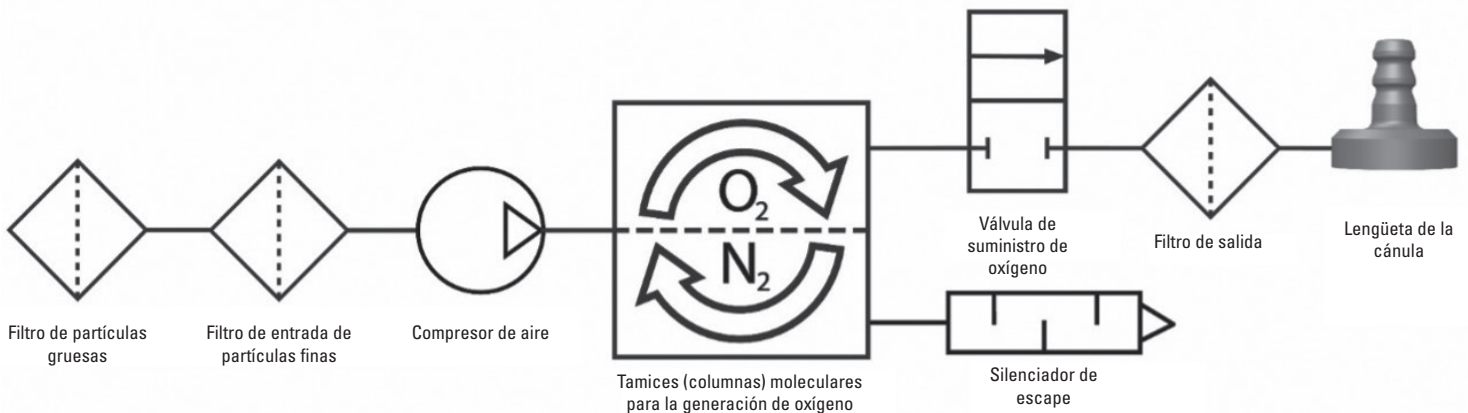 Filtro de partículas
gruesas
Filtro de entrada de
partículas finas
Compresor de aire
O2
N2
Tamices (columnas) moleculares
para la generación de oxígeno
Válvula de
suministro de
oxígeno
Silenciador de
escape
Filtro de salida
Lengüeta de la
cánula